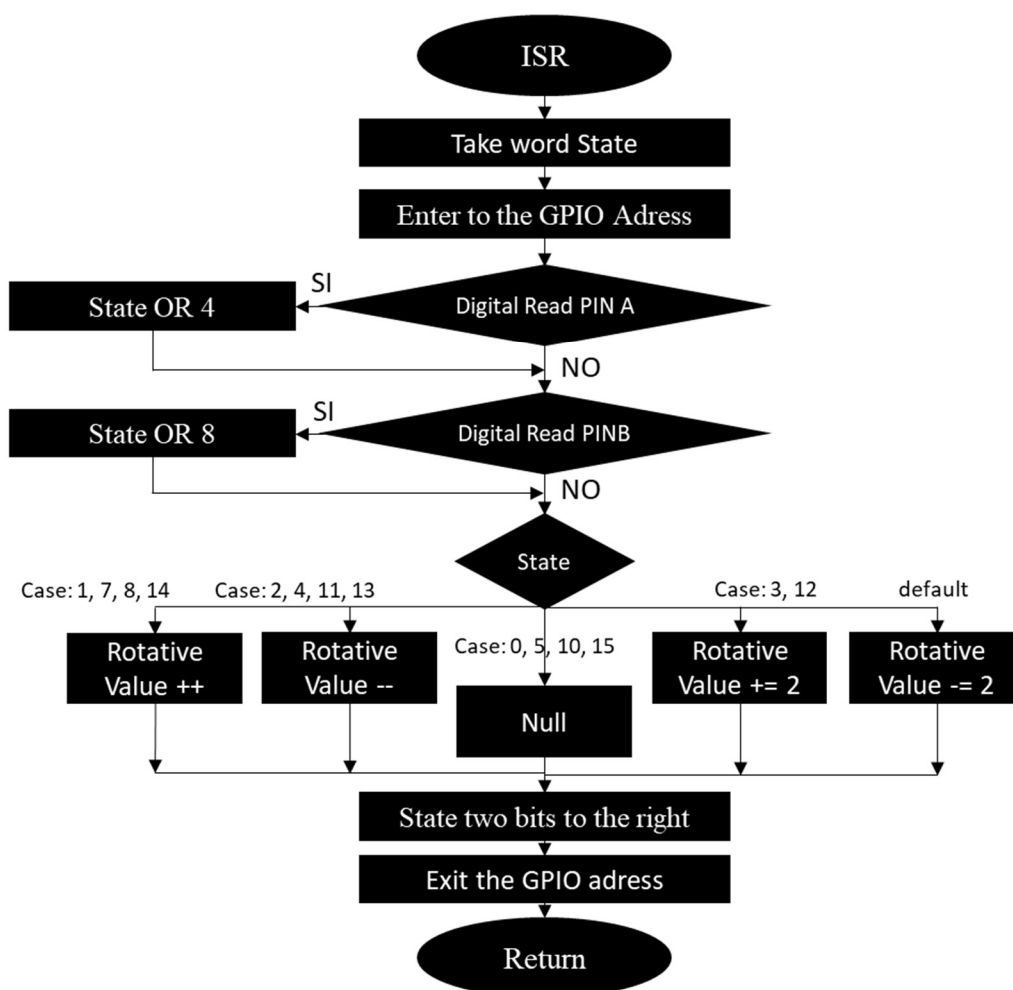 ISR
Take word State
Enter to the GPIO Adress
SI
State OR 4
Digital Read PIN A
NO
SI
State OR 8
Digital Read PINB
NO
State
Case: 1, 7, 8, 14
Case: 2, 4, 11, 13
Case: 3, 12
default
Case: 0, 5, 10, 15
Rotative
Value ++
Rotative
Value --
Null
Rotative
Value += 2
Rotative
Value -= 2
State two bits to the right
Exit the GPIO adress
Return